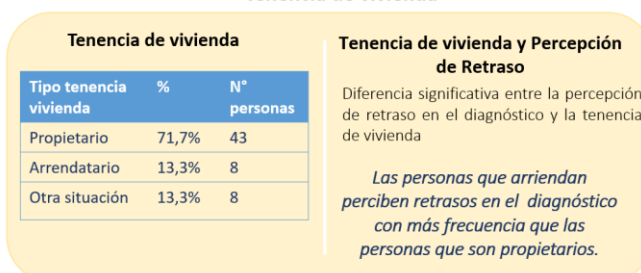 Tenencia de vivienda
Tipo tenencia vivienda % N° personas
Propietario 71,7% 43
Arrendatario 13,3% 8
Otra situación 13,3% 8
Tenencia de vivienda y Percepción
de Retraso
Diferencia significativa entre la percepción
de retraso en el diagnóstico y la tenencia
de vivienda
Las personas que arriendan
perciben retrasos en el diagnóstico
con más frecuencia que las
personas que son propietarios.